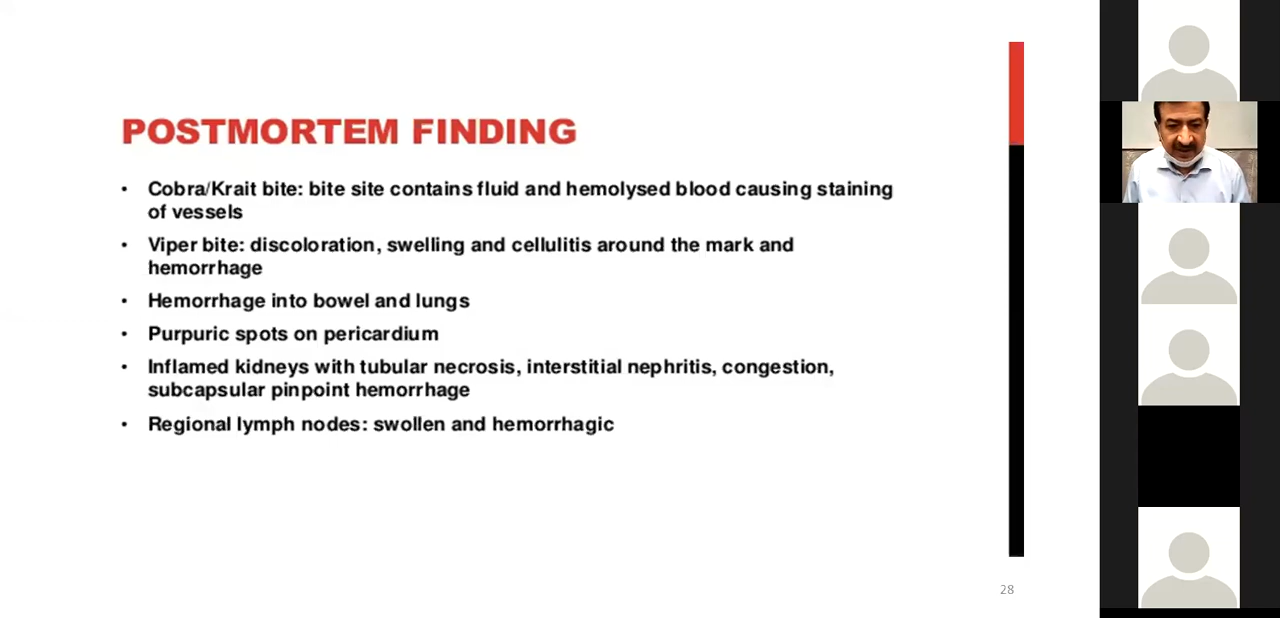 POSTMORTEM FINDING
• Cobra/Krait bite: bite site contains fluid and hemolysed blood causing staining
of vessels
• Viper bite: discoloration, swelling and cellulitis around the mark and
hemorrhage
• Hemorrhage into bowel and lungs
• Purpuric spots on pericardium
• Inflamed kidneys with tubular necrosis, interstitial nephritis, congestion,
subcapsular pinpoint hemorrhage
• Regional lymph nodes: swollen and hemorrhagic
28